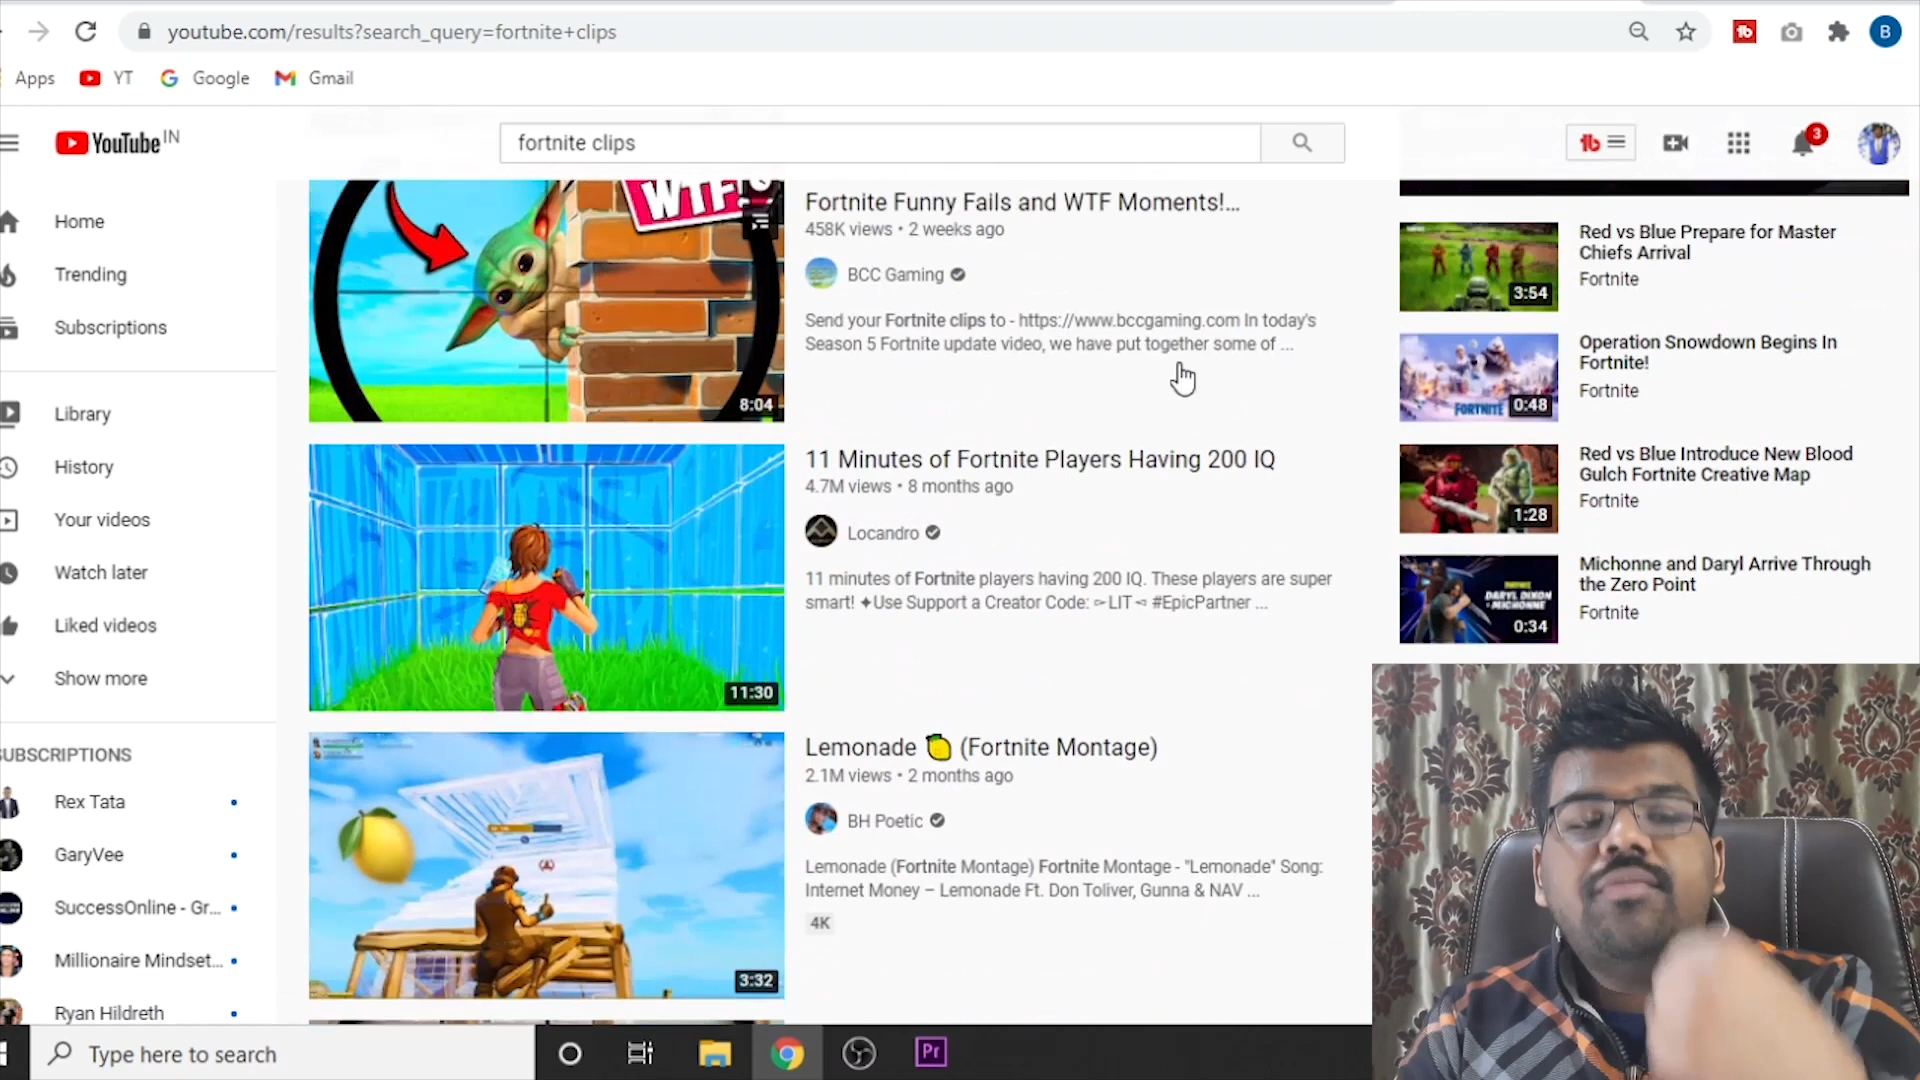 youtube.com/results?search_query=fortnite+clips
B
Apps
YT
Google
Gmail
YouTube IN
fortnite clips
3
Home
Trending
Subscriptions
Library
History
Your videos
Watch later
Liked videos
Show more
SUBSCRIPTIONS
Rex Tata
GaryVee
SuccessOnline - Gr...
Millionaire Mindset...
Ryan Hildreth
WTF
8:04
Fortnite Funny Fails and WTF Moments!...
458K views • 2 weeks ago
BCC Gaming
Send your Fortnite clips to - https://www.bccgaming.com In today's
Season 5 Fortnite update video, we have put together some of ...
11:30
11 Minutes of Fortnite Players Having 200 IQ
4.7M views • 8 months ago
Locandro
11 minutes of Fortnite players having 200 IQ. These players are super
smart! ✦Use Support a Creator Code: ➳LIT➳ #EpicPartner ...
3:32
Lemonade 🍋 (Fortnite Montage)
2.1M views • 2 months ago
BH Poetic
Lemonade (Fortnite Montage) Fortnite Montage - "Lemonade" Song:
Internet Money – Lemonade Ft. Don Toliver, Gunna & NAV ...
4K
3:54
Red vs Blue Prepare for Master
Chiefs Arrival
Fortnite
FORTNITE
0:48
Operation Snowdown Begins In
Fortnite!
Fortnite
1:28
Red vs Blue Introduce New Blood
Gulch Fortnite Creative Map
Fortnite
DARYL DIXON
+ MICHONNE
0:34
Michonne and Daryl Arrive Through
the Zero Point
Fortnite
Type here to search
Pr